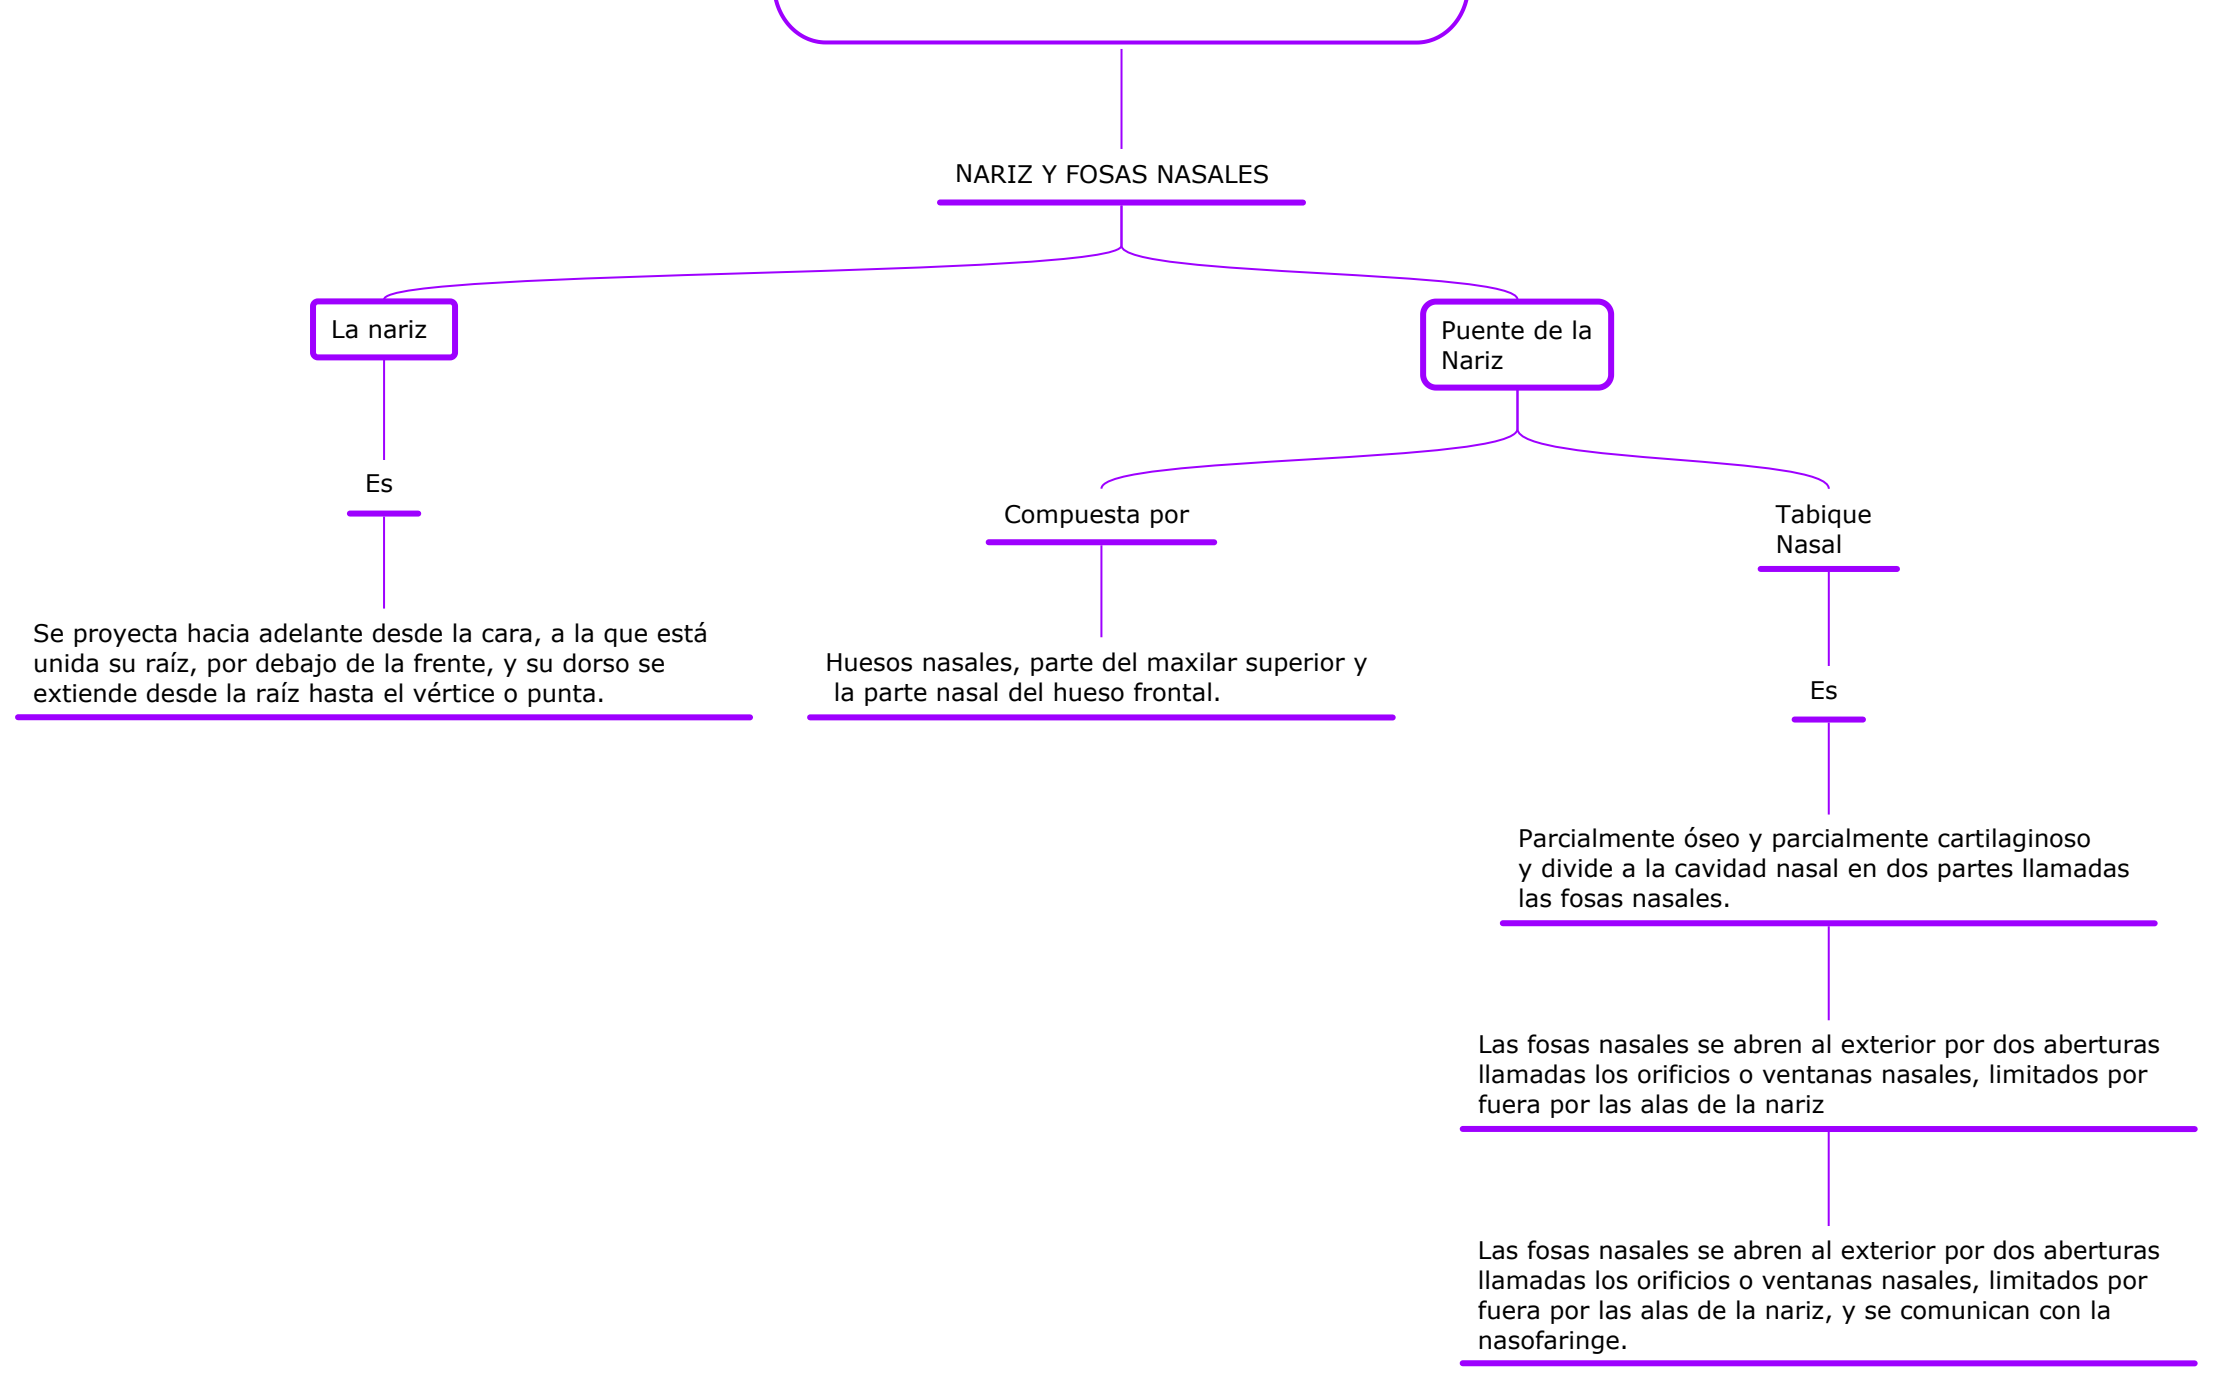 NARIZ Y FOSAS NASALES
La nariz
Es
Se proyecta hacia adelante desde la cara, a la que está
unida su raíz, por debajo de la frente, y su dorso se
extiende desde la raíz hasta el vértice o punta.
Puente de la
Nariz
Compuesta por
Huesos nasales, parte del maxilar superior y
la parte nasal del hueso frontal.
Tabique
Nasal
Es
Parcialmente óseo y parcialmente cartilaginoso
y divide a la cavidad nasal en dos partes llamadas
las fosas nasales.
Las fosas nasales se abren al exterior por dos aberturas
llamadas los orificios o ventanas nasales, limitados por
fuera por las alas de la nariz
Las fosas nasales se abren al exterior por dos aberturas
llamadas los orificios o ventanas nasales, limitados por
fuera por las alas de la nariz, y se comunican con la
nasofaringe.